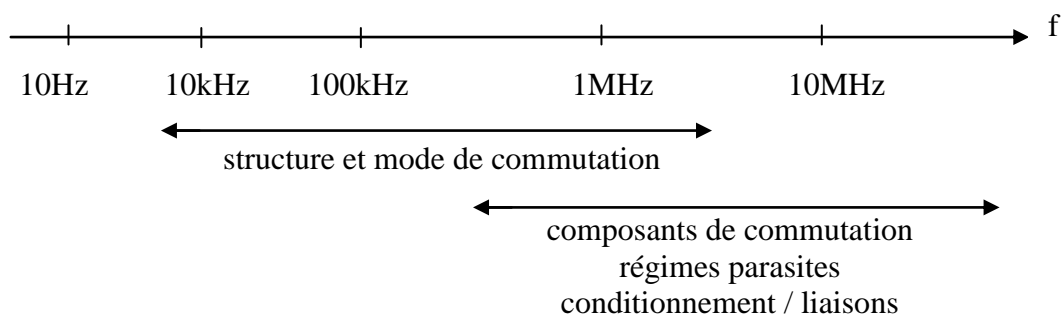 f
10Hz 10kHz 100kHz 1MHz 10MHz
structure et mode de commutation
composants de commutation
régimes parasites
conditionnement / liaisons